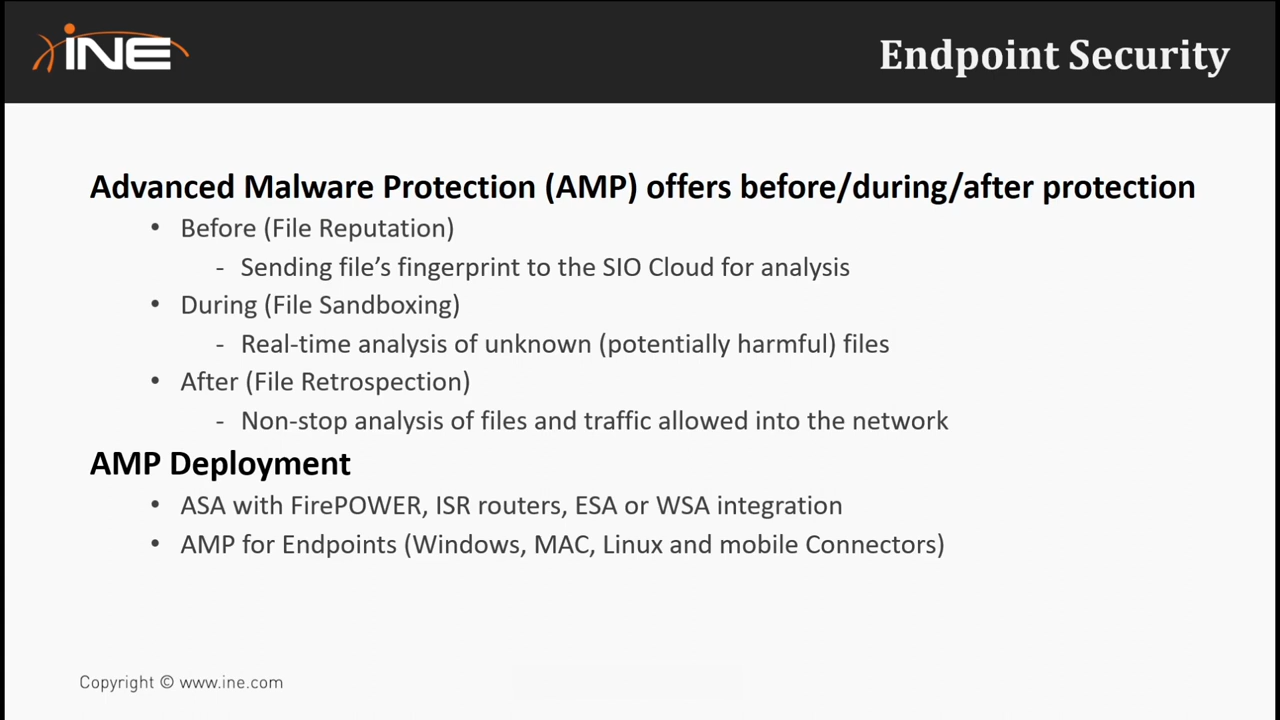 iNE
Endpoint Security
Advanced Malware Protection (AMP) offers before/during/after protection
• Before (File Reputation)
- Sending file’s fingerprint to the SIO Cloud for analysis
• During (File Sandboxing)
- Real-time analysis of unknown (potentially harmful) files
• After (File Retrospection)
- Non-stop analysis of files and traffic allowed into the network
AMP Deployment
• ASA with FirePOWER, ISR routers, ESA or WSA integration
• AMP for Endpoints (Windows, MAC, Linux and mobile Connectors)
Copyright © www.ine.com